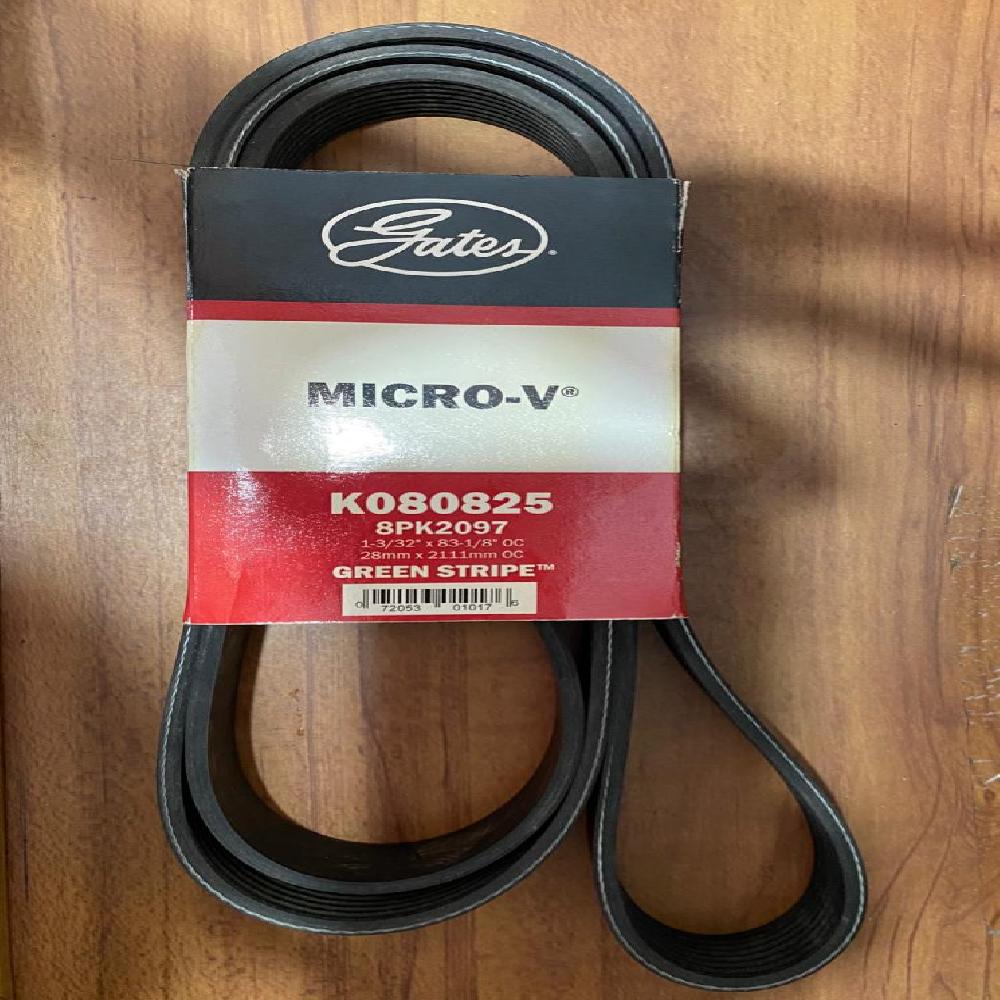 Gates
MICRO-V®
K080825
8PK2097
1-3/32" x 83-1/8" OC
28mm x 2111mm OC
GREEN STRIPE™
0 72053 01017 6